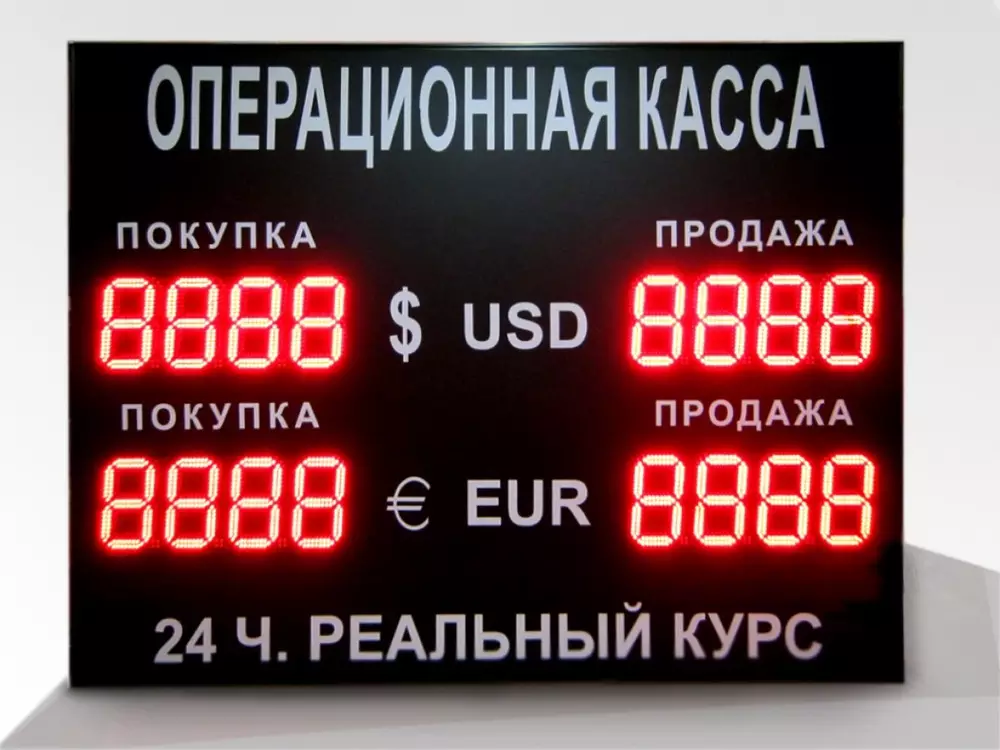 ОПЕРАЦИОННАЯ КАССА
ПОКУПКА ПРОДАЖА
8888 $ USD 8888
ПОКУПКА ПРОДАЖА
8888 € EUR 8888
24 Ч. РЕАЛЬНЫЙ КУРС